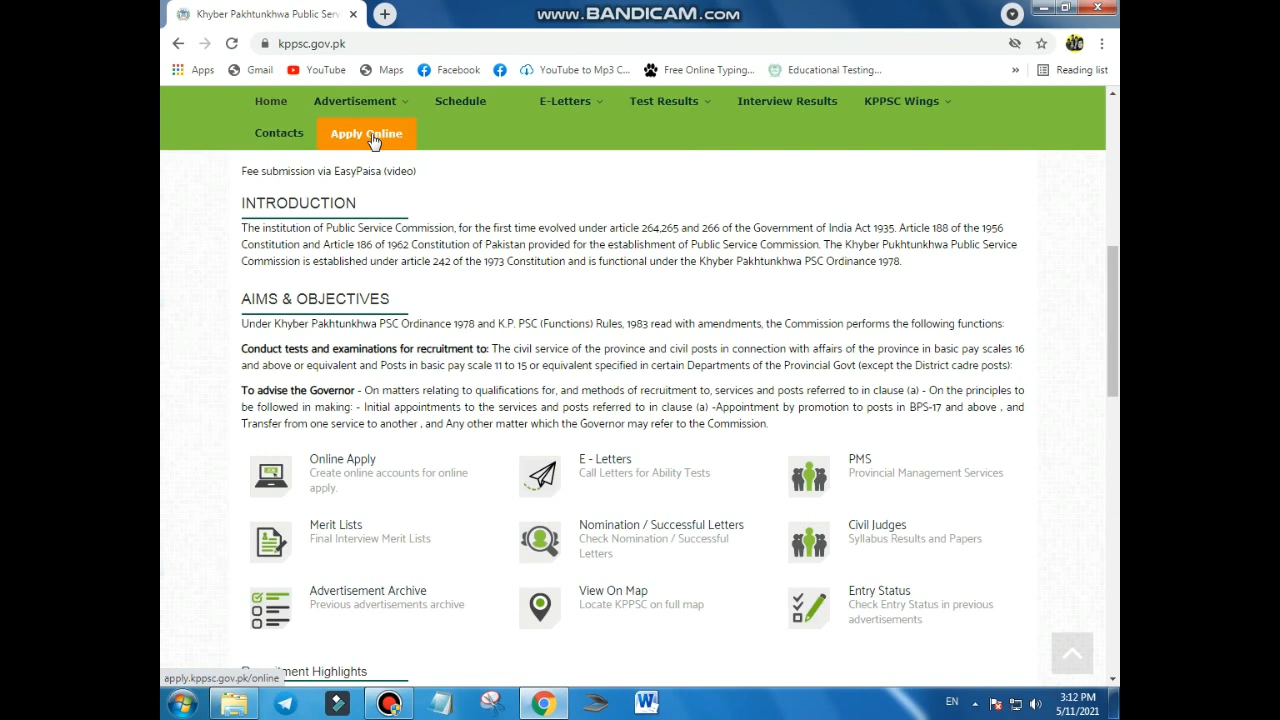 Khyber Pakhtunkhwa Public Serv
www.BANDICAM.com
kppsc.gov.pk
Apps Gmail YouTube Maps Facebook YouTube to Mp3 C... Free Online Typing... Educational Testing... » Reading list
Home Advertisement Schedule E-Letters Test Results Interview Results KPPSC Wings
Contacts Apply Online
Fee submission via EasyPaisa (video)
INTRODUCTION
The institution of Public Service Commission, for the first time evolved under article 264,265 and 266 of the Government of India Act 1935. Article 188 of the 1956
Constitution and Article 186 of 1962 Constitution of Pakistan provided for the establishment of Public Service Commission. The Khyber Pukhtunkhwa Public Service
Commission is established under article 242 of the 1973 Constitution and is functional under the Khyber Pakhtunkhwa PSC Ordinance 1978.
AIMS & OBJECTIVES
Under Khyber Pakhtunkhwa PSC Ordinance 1978 and K.P. PSC (Functions) Rules, 1983 read with amendments, the Commission performs the following functions:
Conduct tests and examinations for recruitment to: The civil service of the province and civil posts in connection with affairs of the province in basic pay scales 16
and above or equivalent and Posts in basic pay scale 11 to 15 or equivalent specified in certain Departments of the Provincial Govt (except the District cadre posts):
To advise the Governor - On matters relating to qualifications for, and methods of recruitment to, services and posts referred to in clause (a) - On the principles to
be followed in making: - Initial appointments to the services and posts referred to in clause (a) -Appointment by promotion to posts in BPS-17 and above , and
Transfer from one service to another , and Any other matter which the Governor may refer to the Commission.
Online Apply
Create online accounts for online
apply.
E - Letters
Call Letters for Ability Tests
PMS
Provincial Management Services
Merit Lists
Final Interview Merit Lists
Nomination / Successful Letters
Check Nomination / Successful
Letters
Civil Judges
Syllabus Results and Papers
Advertisement Archive
Previous advertisements archive
View On Map
Locate KPPSC on full map
Entry Status
Check Entry Status in previous
advertisements
Recruitment Highlights
apply.kppsc.gov.pk/online
EN
3:12 PM
5/11/2021